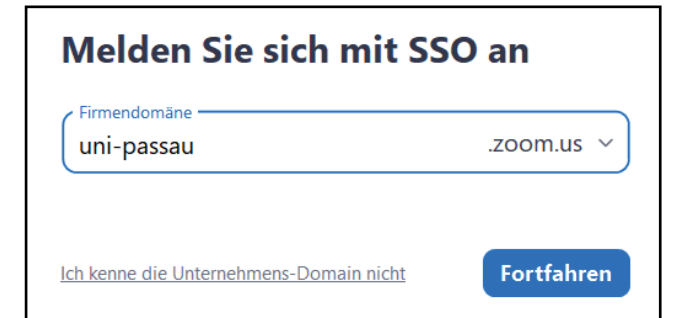 Melden Sie sich mit SSO an
Firmendomäne
uni-passau .zoom.us
Ich kenne die Unternehmens-Domain nicht Fortfahren